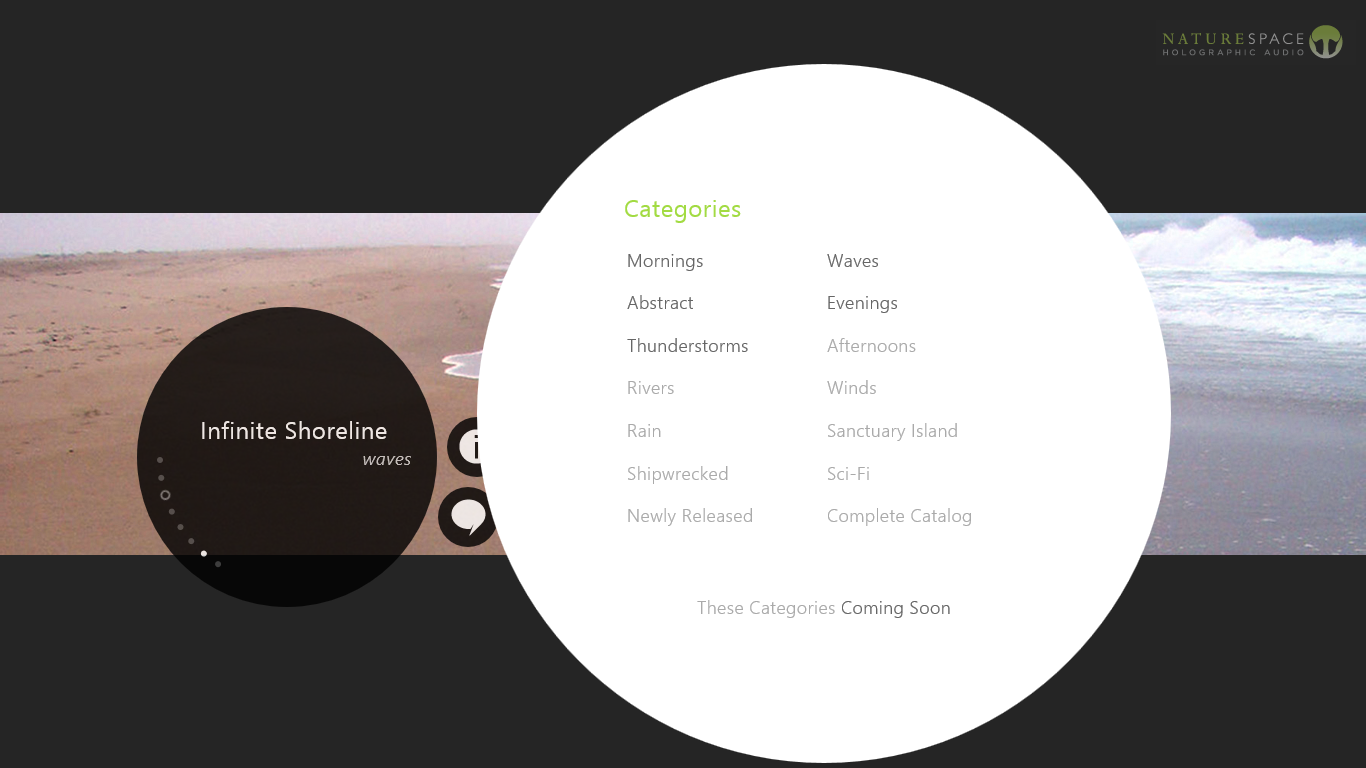 NATURESPACE
HOLOGRAPHIC AUDIO
Categories
Mornings
Waves
Abstract
Evenings
Thunderstorms
Afternoons
Rivers
Winds
Rain
Sanctuary Island
Shipwrecked
Sci-Fi
Newly Released
Complete Catalog
These Categories Coming Soon
Infinite Shoreline
waves
i